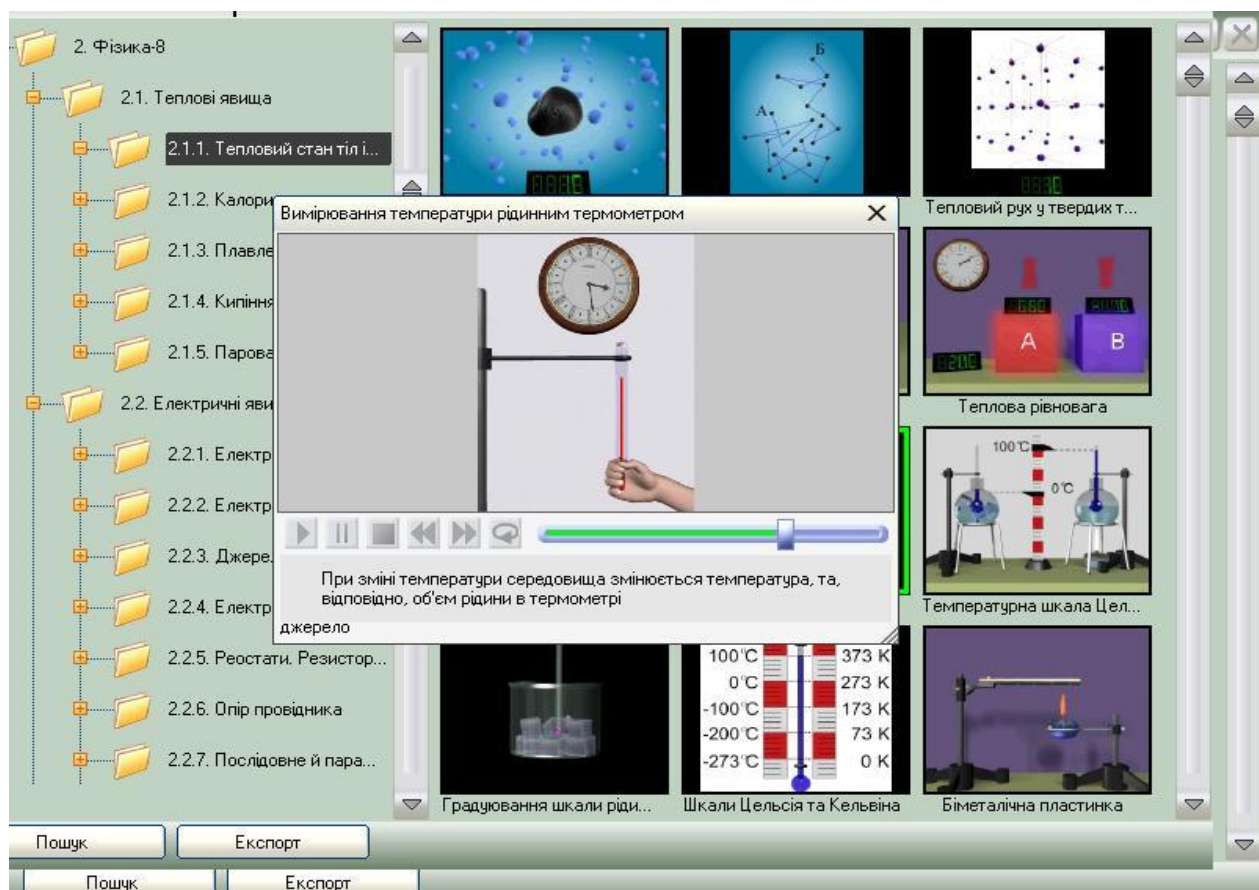 2. Фізика-8
2.1. Теплові явища
2.1.1. Тепловий стан тіл і...
2.1.2. Калори
2.1.3. Плавле
2.1.4. Кипіння
2.1.5. Парова
2.2. Електричні яви
2.2.1. Електр
2.2.2. Електр
2.2.3. Джере
2.2.4. Електр
2.2.5. Реостати. Резистор...
2.2.6. Опір провідника
2.2.7. Послідовне й пара...
Б
А
Тепловий рух у твердих т...
Вимірювання температури рідинним термометром
При зміні температури середовища змінюється температура, та,
відповідно, об'єм рідини в термометрі
джерело
A
B
Теплова рівновага
100°C
0°C
Температурна шкала Цел...
Градуювання шкали ріди...
100°C 373 K
0°C 273 K
-100°C 173 K
-200°C 73 K
-273°C 0 K
Шкали Цельсія та Кельвіна
Біметалічна пластинка
Пошук
Експорт
Пошук
Експорт